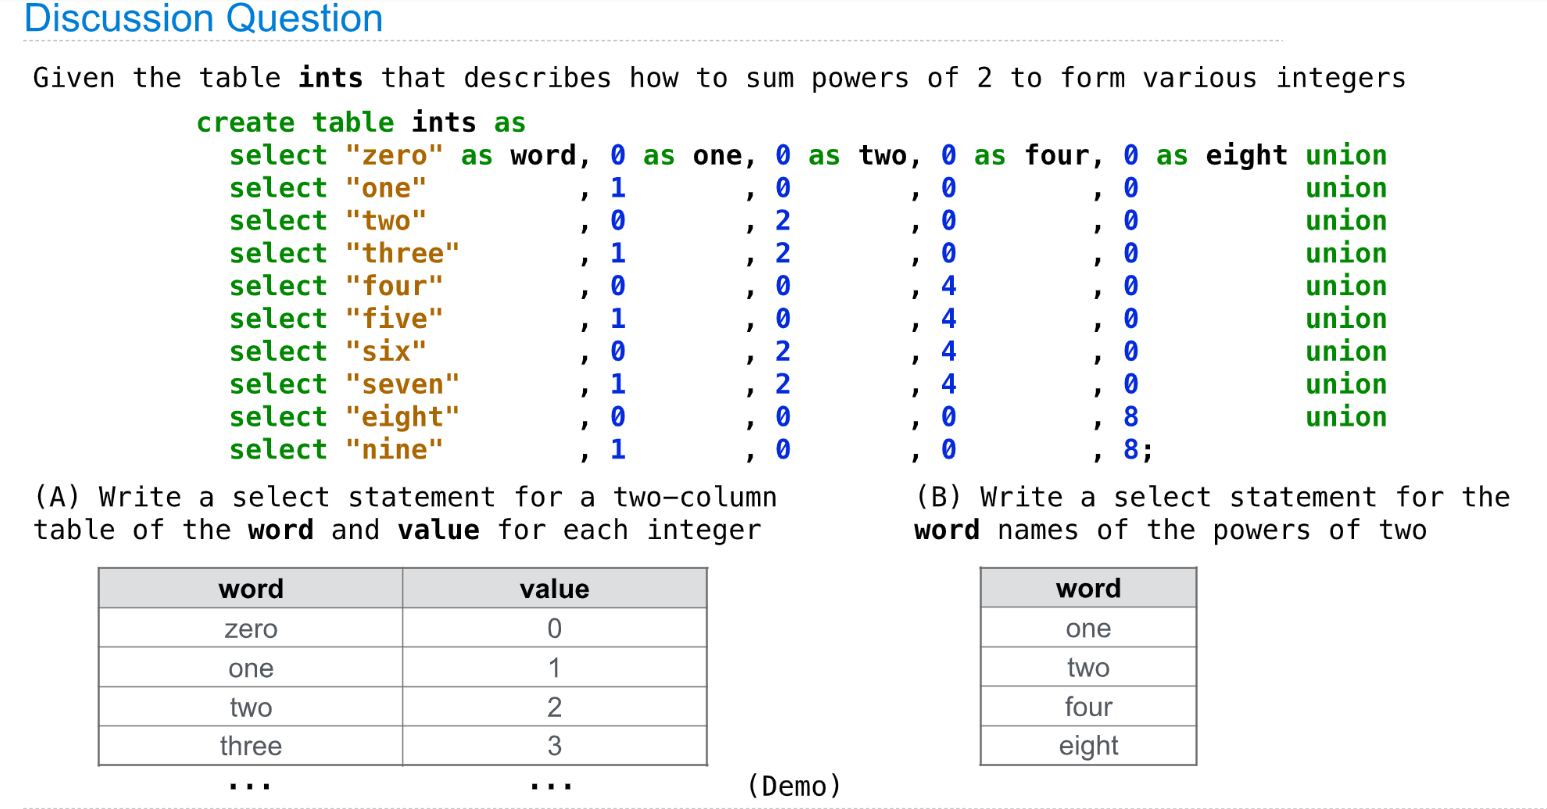 Discussion Question
Given the table ints that describes how to sum powers of 2 to form various integers
create table ints as
select "zero" as word, 0 as one, 0 as two, 0 as four, 0 as eight union
select "one" , 1 , 0 , 0 , 0 union
select "two" , 0 , 2 , 0 , 0 union
select "three" , 1 , 2 , 0 , 0 union
select "four" , 0 , 0 , 4 , 0 union
select "five" , 1 , 0 , 4 , 0 union
select "six" , 0 , 2 , 4 , 0 union
select "seven" , 1 , 2 , 4 , 0 union
select "eight" , 0 , 0 , 0 , 8 union
select "nine" , 1 , 0 , 0 , 8;
(A) Write a select statement for a two-column
table of the word and value for each integer
word value
zero 0
one 1
two 2
three 3
... ...
(B) Write a select statement for the
word names of the powers of two
word
one
two
four
eight
(Demo)